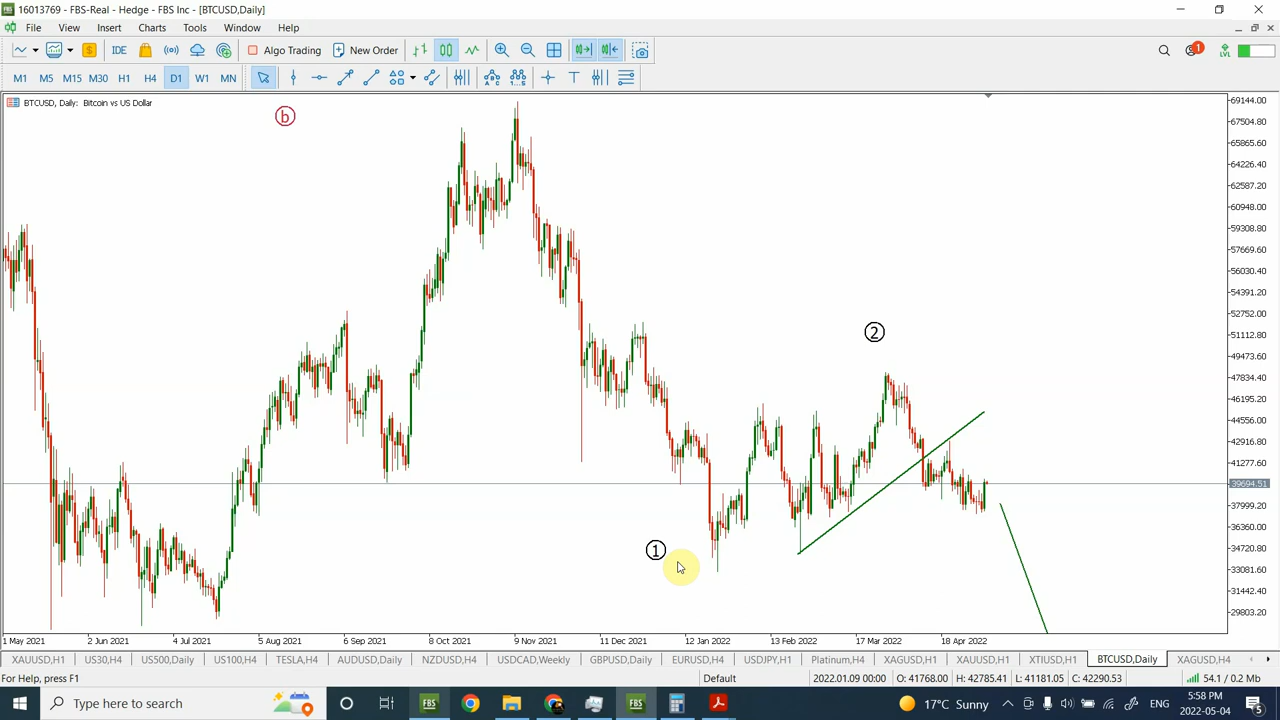 16013769 - FBS-Real - Hedge - FBS Inc - [BTCUSD,Daily]
File View Insert Charts Tools Window Help
IDE Algo Trading New Order 1 LVL
M1 M5 M15 M30 H1 H4 D1 W1 MN
BTCUSD, Daily: Bitcoin vs US Dollar
b
69144.00
67504.80
65865.60
64226.40
62587.20
60948.00
59308.80
57669.60
56030.40
54391.20
52752.00
51112.80
2
49473.60
47834.40
46195.20
44556.00
42916.80
41277.60
39694.51
37999.20
36360.00
1
34720.80
33081.60
31442.40
29803.20
1 May 2021 2 Jun 2021 4 Jul 2021 5 Aug 2021 6 Sep 2021 8 Oct 2021 9 Nov 2021 11 Dec 2021 12 Jan 2022 13 Feb 2022 17 Mar 2022 18 Apr 2022
XAUUSD,H1 US30,H4 US500,Daily US100,H4 TESLA,H4 AUDUSD,Daily NZDUSD,H4 USDCAD,Weekly GBPUSD,Daily EURUSD,H4 USDJPY,H1 Platinum,H4 XAGUSD,H1 XAUUSD,H1 XTIUSD,H1 BTCUSD,Daily XAGUSD,H4
For Help, press F1 Default 2022.01.09 00:00 O: 41768.00 H: 42785.41 L: 41181.05 C: 42290.53 54.1 / 0.2 Mb
Type here to search FBS FBS 17°C Sunny ENG 5:58 PM 2022-05-04 5